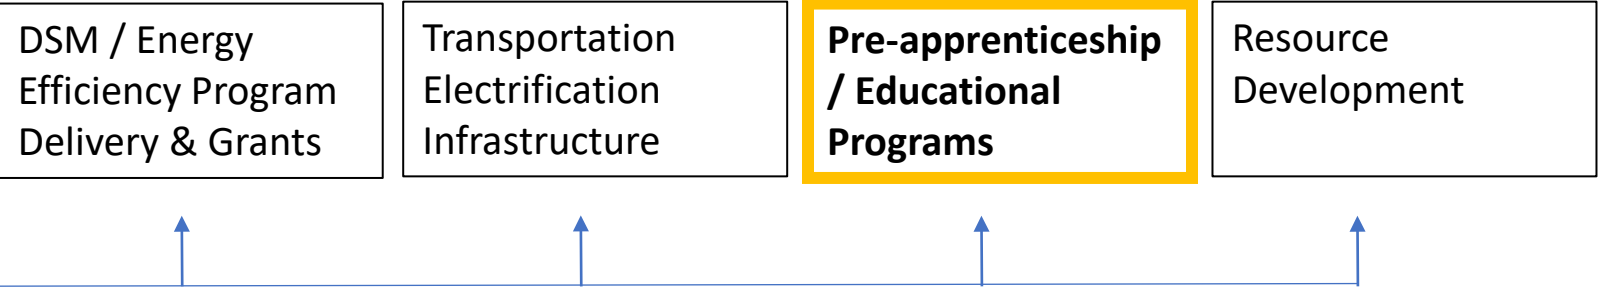 DSM / Energy
Efficiency Program
Delivery & Grants
Transportation
Electrification
Infrastructure
Pre-apprenticeship
/ Educational
Programs
Resource
Development